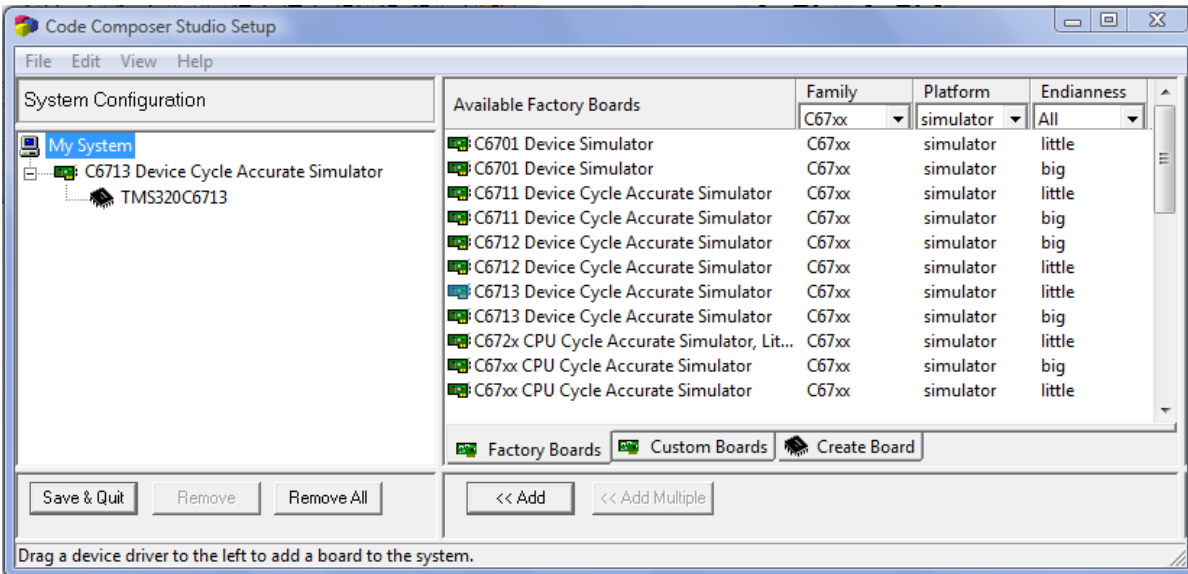 Code Composer Studio Setup
File Edit View Help
System Configuration
My System
C6713 Device Cycle Accurate Simulator
TMS320C6713
Available Factory Boards Family Platform Endianness
C67xx simulator All
C6701 Device Simulator C67xx simulator little
C6701 Device Simulator C67xx simulator big
C6711 Device Cycle Accurate Simulator C67xx simulator little
C6711 Device Cycle Accurate Simulator C67xx simulator big
C6712 Device Cycle Accurate Simulator C67xx simulator big
C6712 Device Cycle Accurate Simulator C67xx simulator little
C6713 Device Cycle Accurate Simulator C67xx simulator little
C6713 Device Cycle Accurate Simulator C67xx simulator big
C672x CPU Cycle Accurate Simulator, Lit... C67xx simulator little
C67xx CPU Cycle Accurate Simulator C67xx simulator big
C67xx CPU Cycle Accurate Simulator C67xx simulator little
Factory Boards Custom Boards Create Board
Save & Quit Remove Remove All << Add << Add Multiple
Drag a device driver to the left to add a board to the system.